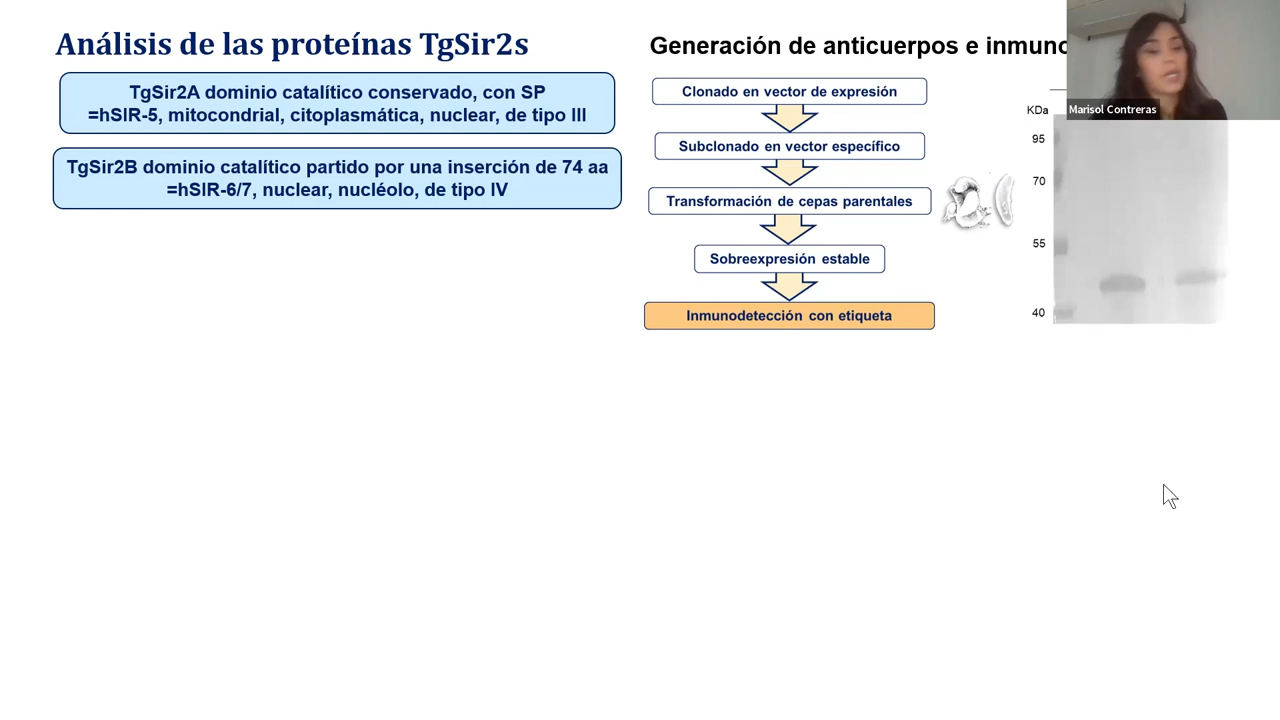 Análisis de las proteínas TgSir2s
TgSir2A dominio catalítico conservado, con SP
=hSIR-5, mitocondrial, citoplasmática, nuclear, de tipo III
TgSir2B dominio catalítico partido por una inserción de 74 aa
=hSIR-6/7, nuclear, nucléolo, de tipo IV
Generación de anticuerpos e
Clonado en vector de expresión
Subclonado en vector específico
Transformación de cepas parentales
Sobreexpresión estable
Inmunodetección con etiqueta
Marisol Contreras
KDa
95
70
55
40